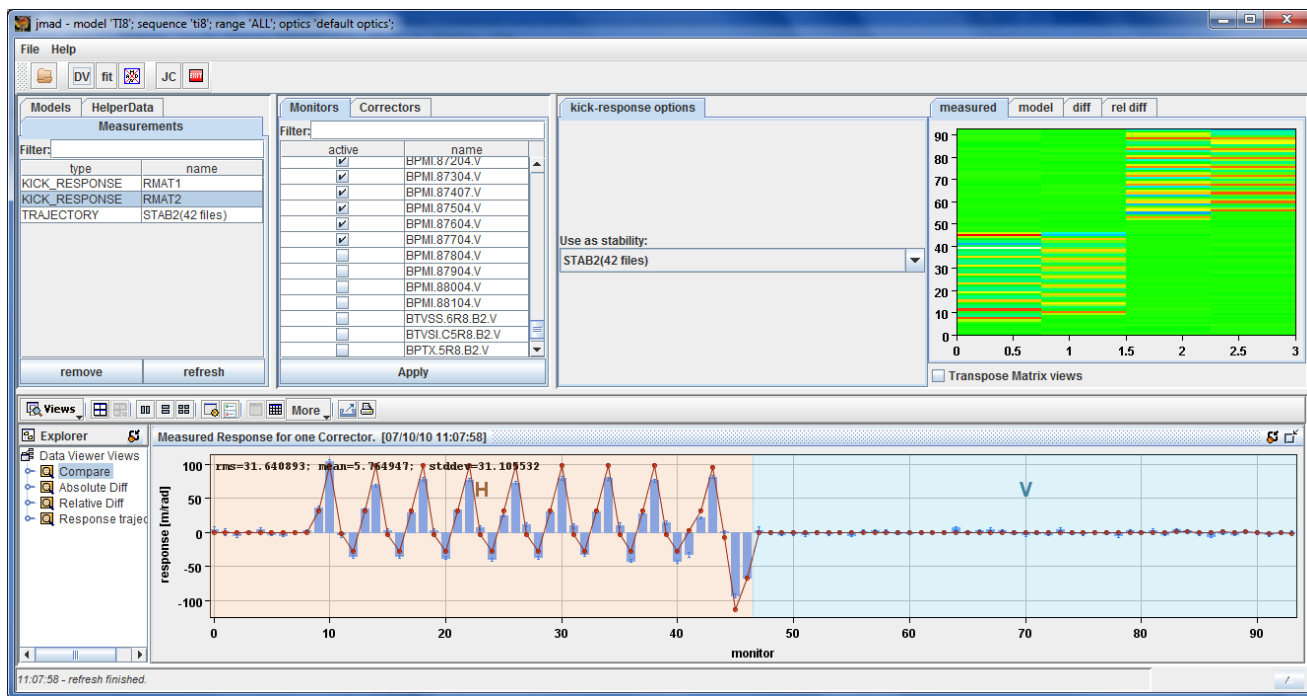 jmad - model 'TI8'; sequence 'ti8'; range 'ALL'; optics 'default optics';
File Help
DV fit JC EXIT
Models HelperData
Measurements
Filter:
type name
KICK_RESPONSE RMAT1
KICK_RESPONSE RMAT2
TRAJECTORY STAB2(42 files)
remove refresh
Monitors Correctors
Filter:
active name
BPMI.87204.V
BPMI.87304.V
BPMI.87407.V
BPMI.87504.V
BPMI.87604.V
BPMI.87704.V
BPMI.87804.V
BPMI.87904.V
BPMI.88004.V
BPMI.88104.V
BTVSS.6R8.B2.V
BTVSI.C5R8.B2.V
BPTX.5R8.B2.V
Apply
kick-response options
Use as stability:
STAB2(42 files)
measured model diff rel diff
90
80
70
60
50
40
30
20
10
0
0 0.5 1 1.5 2 2.5 3
Transpose Matrix views
Views More
Explorer
Data Viewer Views
Compare
Absolute Diff
Relative Diff
Response trajec
Measured Response for one Corrector. [07/10/10 11:07:58]
rms=31.640893; mean=5.764947; stddev=31.105532
H V
response [m/rad]
100
50
0
-50
-100
0 10 20 30 40 50 60 70 80 90
monitor
11:07:58 - refresh finished.